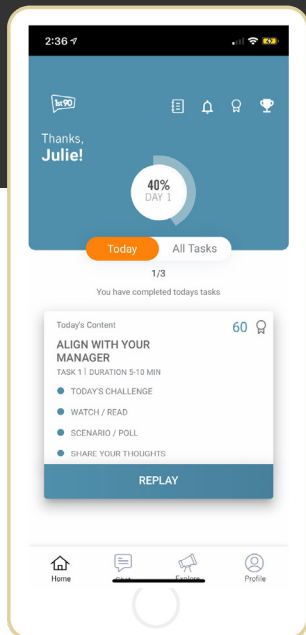 2:36
1st90
Thanks,
Julie!
40%
DAY 1
Today
All Tasks
1/3
You have completed todays tasks
Today's Content
60
ALIGN WITH YOUR
MANAGER
TASK 1 | DURATION 5-10 MIN
TODAY'S CHALLENGE
WATCH / READ
SCENARIO / POLL
SHARE YOUR THOUGHTS
REPLAY
Home
Chat
Explore
Profile